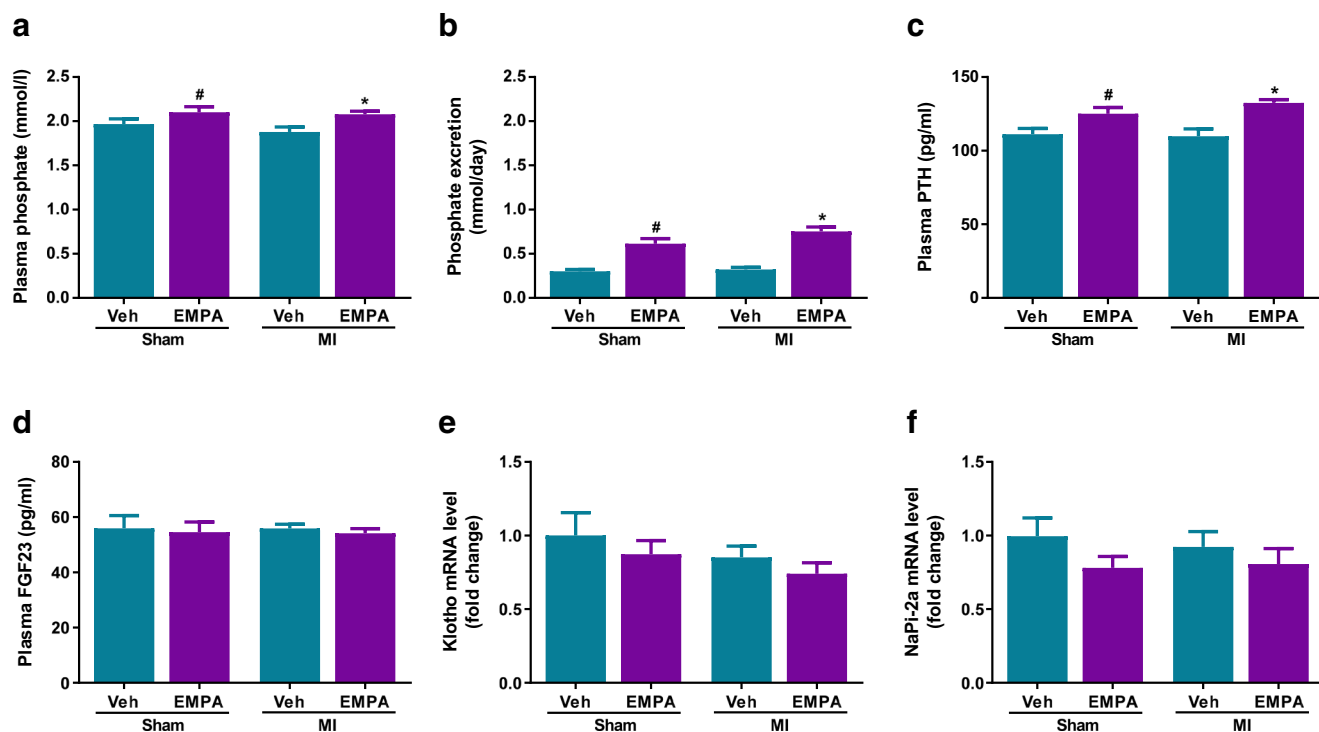 a
Plasma phosphate (mmol/l)
2.5
2.0
1.5
1.0
0.5
0.0
#
*
Veh
EMPA
Veh
EMPA
Sham
MI
b
Phosphate excretion
(mmol/day)
2.5
2.0
1.5
1.0
0.5
0.0
#
*
Veh
EMPA
Veh
EMPA
Sham
MI
c
Plasma PTH (pg/ml)
150
100
50
0
#
*
Veh
EMPA
Veh
EMPA
Sham
MI
d
Plasma FGF23 (pg/ml)
80
60
40
20
0
Veh
EMPA
Veh
EMPA
Sham
MI
e
Klotho mRNA level
(fold change)
1.5
1.0
0.5
0.0
Veh
EMPA
Veh
EMPA
Sham
MI
f
NaPi-2a mRNA level
(fold change)
1.5
1.0
0.5
0.0
Veh
EMPA
Veh
EMPA
Sham
MI